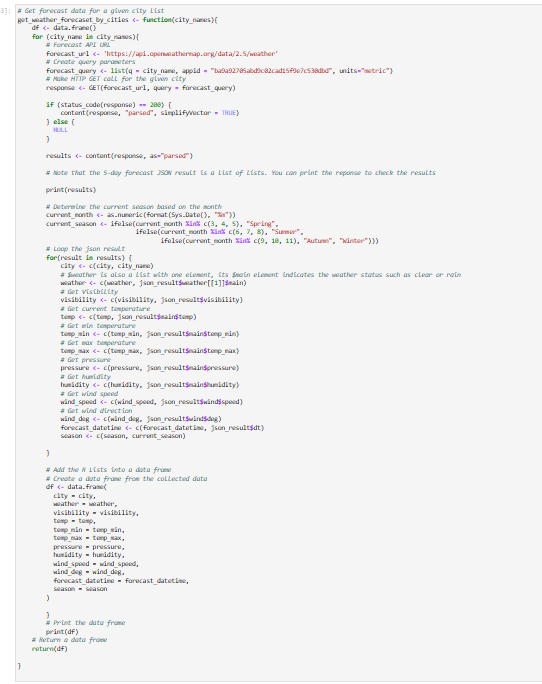 3]:
# Get forecast data for a given city list
get_weather_forecaset_by_cities <- function(city_names){
df <- data.frame()
for (city_name in city_names){
# Forecast API URL
forecast_url <- 'https://api.openweathermap.org/data/2.5/weather'
# Create query parameters
forecast_query <- list(q = city_name, appid = " ", units="metric")
# Make HTTP GET call for the given city
response <- GET(forecast_url, query = forecast_query)
if (status_code(response) == 200) {
content(response, "parsed", simplifyVector = TRUE)
} else {
NULL
}
results <- content(response, as="parsed")
# Note that the 5-day forecast JSON result is a list of lists. You can print the reponse to check the results
print(results)
# Determine the current season based on the month
current_month <- as.numeric(format(Sys.Date(), "%m"))
current_season <- ifelse(current_month %in% c(3, 4, 5), "Spring",
ifelse(current_month %in% c(6, 7, 8), "Summer",
ifelse(current_month %in% c(9, 10, 11), "Autumn", "Winter")))
# Loop the json result
for(result in results) {
city <- c(city, city_name)
# $weather is also a list with one element, its $main element indicates the weather status such as clear or rain
weather <- c(weather, json_result$weather[[1]]$main)
# Get Visibility
visibility <- c(visibility, json_result$visibility)
# Get current temperature
temp <- c(temp, json_result$main$temp)
# Get min temperature
temp_min <- c(temp_min, json_result$main$temp_min)
# Get max temperature
temp_max <- c(temp_max, json_result$main$temp_max)
# Get pressure
pressure <- c(pressure, json_result$main$pressure)
# Get humidity
humidity <- c(humidity, json_result$main$humidity)
# Get wind speed
wind_speed <- c(wind_speed, json_result$wind$speed)
# Get wind direction
wind_deg <- c(wind_deg, json_result$wind$deg)
forecast_datetime <- c(forecast_datetime, json_result$dt)
season <- c(season, current_season)
}
# Add the R Lists into a data frame
# Create a data frame from the collected data
df <- data.frame(
city = city,
weather = weather,
visibility = visibility,
temp = temp,
temp_min = temp_min,
temp_max = temp_max,
pressure = pressure,
humidity = humidity,
wind_speed = wind_speed,
wind_deg = wind_deg,
forecast_datetime = forecast_datetime,
season = season
)
}
# Print the data frame
print(df)
# Return a data frame
return(df)
}